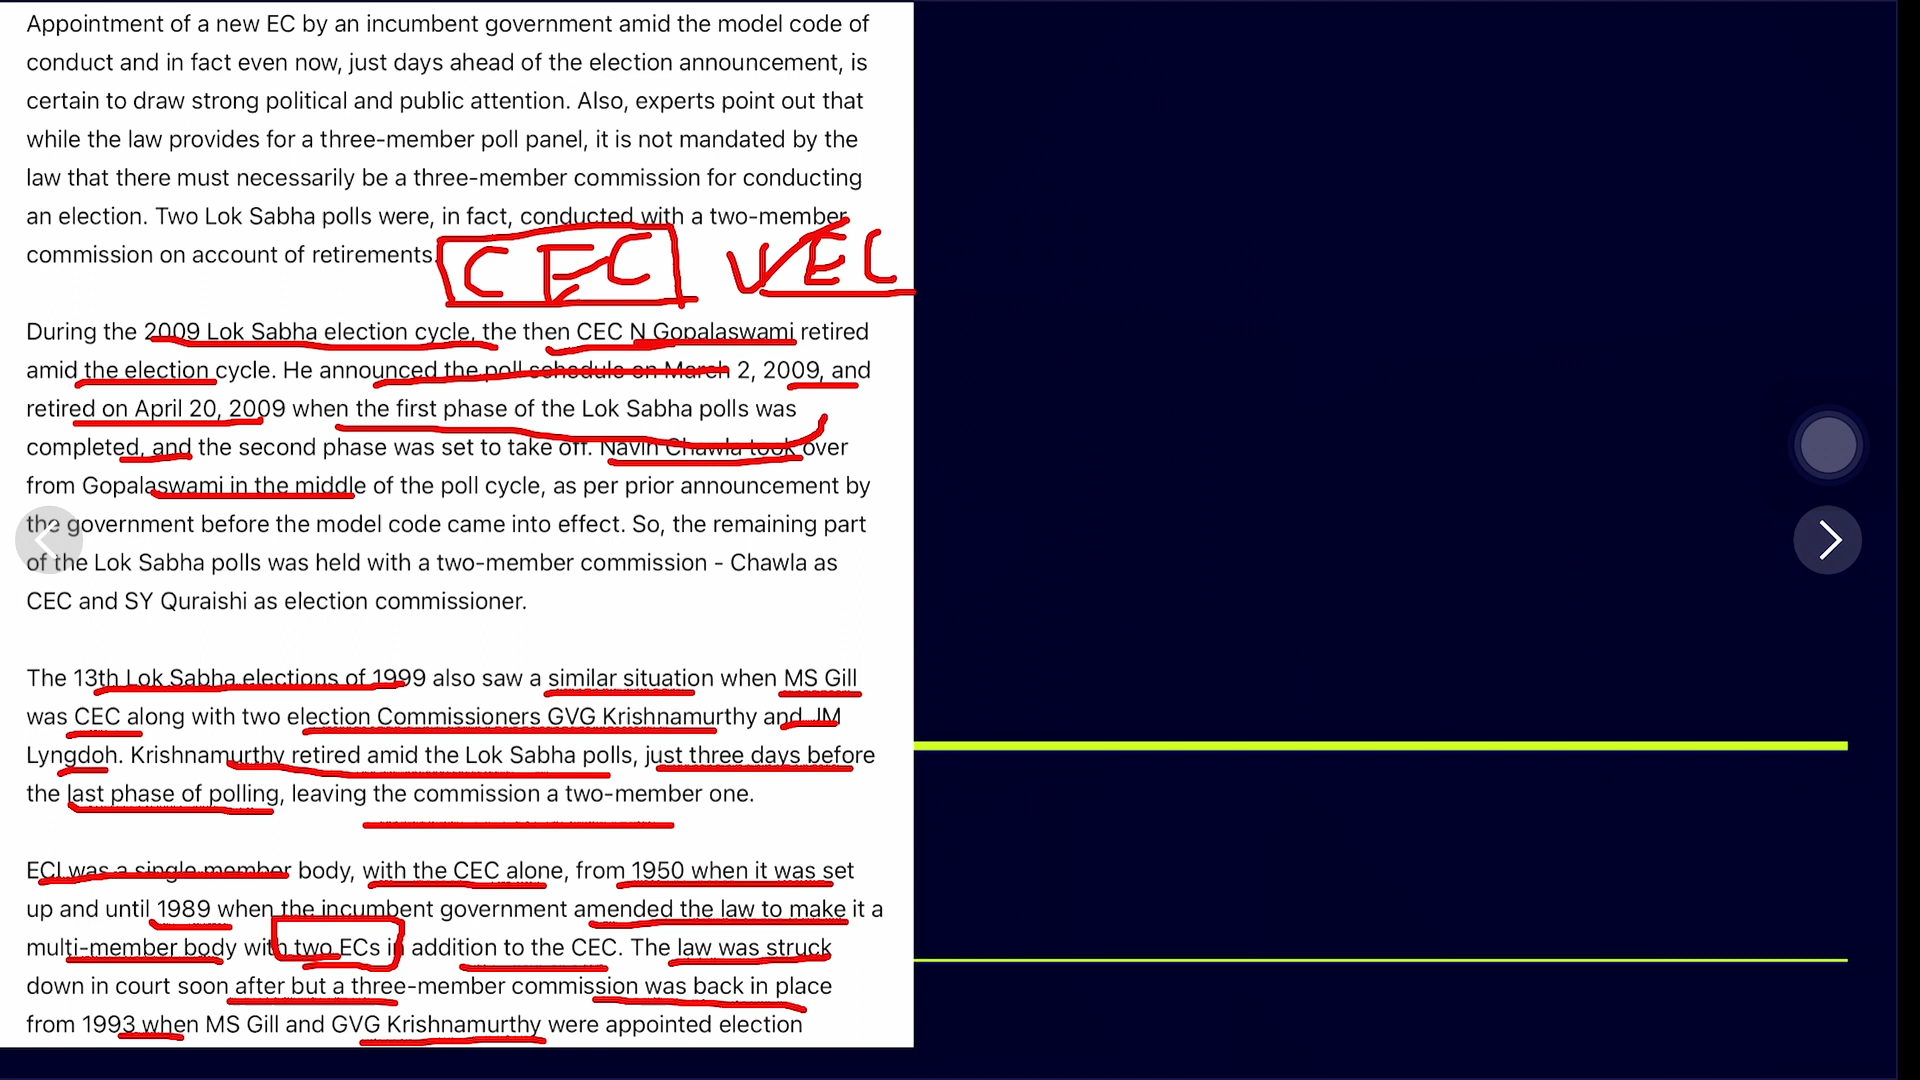 Appointment of a new EC by an incumbent government amid the model code of
conduct and in fact even now, just days ahead of the election announcement, is
certain to draw strong political and public attention. Also, experts point out that
while the law provides for a three-member poll panel, it is not mandated by the
law that there must necessarily be a three-member commission for conducting
an election. Two Lok Sabha polls were, in fact, conducted with a two-member
commission on account of retirements.
CEC EC
During the 2009 Lok Sabha election cycle, the then CEC N Gopalaswami retired
amid the election cycle. He announced the poll schedule on March 2, 2009, and
retired on April 20, 2009 when the first phase of the Lok Sabha polls was
completed, and the second phase was set to take off. Navin Chawla took over
from Gopalaswami in the middle of the poll cycle, as per prior announcement by
the government before the model code came into effect. So, the remaining part
of the Lok Sabha polls was held with a two-member commission - Chawla as
CEC and SY Quraishi as election commissioner.
The 13th Lok Sabha elections of 1999 also saw a similar situation when MS Gill
was CEC along with two election Commissioners GVG Krishnamurthy and JM
Lyngdoh. Krishnamurthy retired amid the Lok Sabha polls, just three days before
the last phase of polling, leaving the commission a two-member one.
ECI was a single member body, with the CEC alone, from 1950 when it was set
up and until 1989 when the incumbent government amended the law to make it a
multi-member body with two ECs in addition to the CEC. The law was struck
down in court soon after but a three-member commission was back in place
from 1993 when MS Gill and GVG Krishnamurthy were appointed election